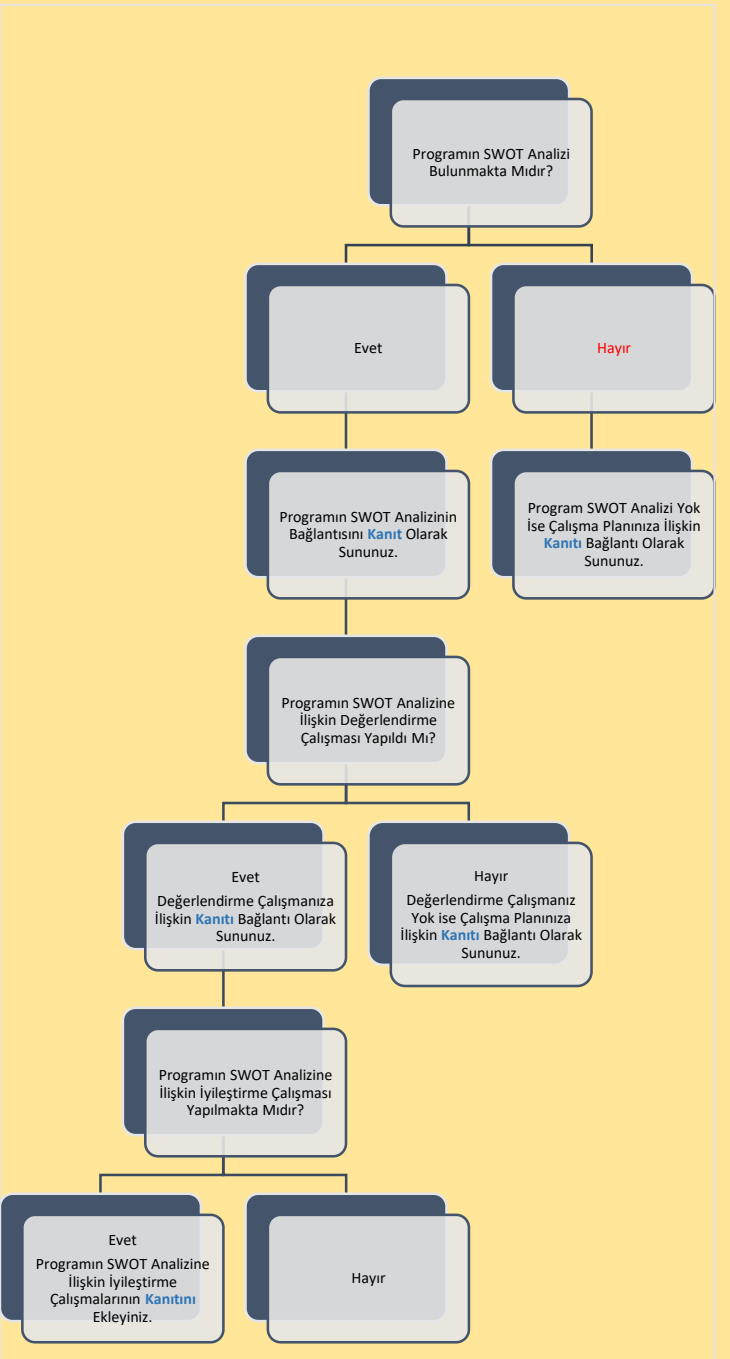 Programın SWOT Analizi
Bulunmakta Mıdır?
Evet
Hayır
Programın SWOT Analizinin
Bağlantısını Kanıt Olarak
Sununuz.
Program SWOT Analizi Yok
İse Çalışma Planınıza İlişkin
Kanıtı Bağlantı Olarak
Sununuz.
Programın SWOT Analizine
İlişkin Değerlendirme
Çalışması Yapıldı Mı?
Evet
Değerlendirme Çalışmanıza
İlişkin Kanıtı Bağlantı Olarak
Sununuz.
Hayır
Değerlendirme Çalışmanız
Yok ise Çalışma Planınıza
İlişkin Kanıtı Bağlantı Olarak
Sununuz.
Programın SWOT Analizine
İlişkin İyileştirme Çalışması
Yapılmakta Mıdır?
Evet
Programın SWOT Analizine
İlişkin İyileştirme
Çalışmalarının Kanıtını
Ekleyiniz.
Hayır